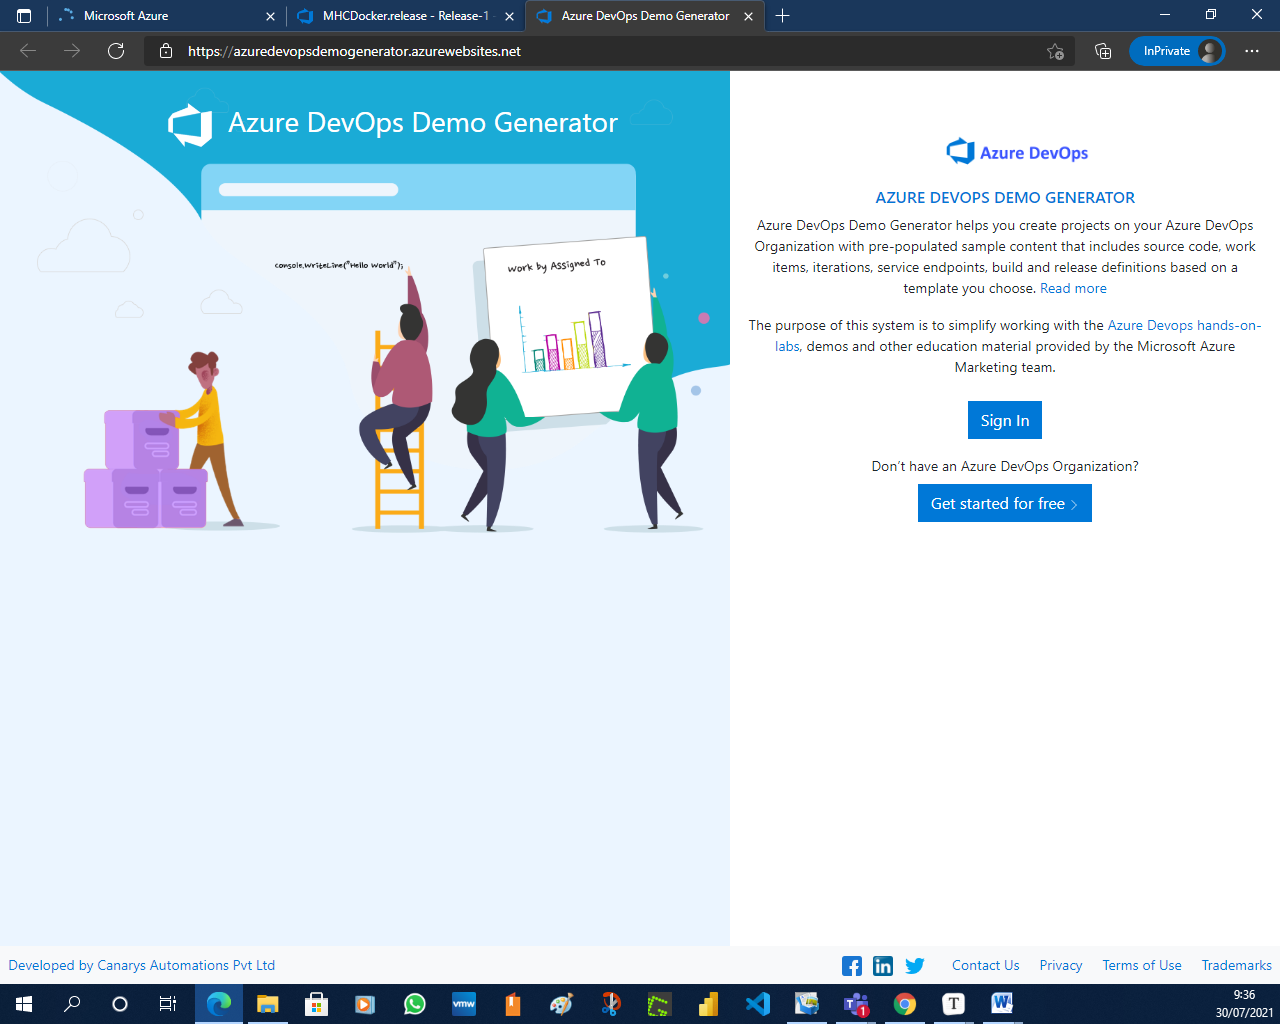 Microsoft Azure
MHCDocker.release - Release-1
Azure DevOps Demo Generator
https://azuredevopsdemogenerator.azurewebsites.net
InPrivate
Azure DevOps Demo Generator
console.WriteLine("Hello World");
Work by Assigned To
Azure DevOps
AZURE DEVOPS DEMO GENERATOR
Azure DevOps Demo Generator helps you create projects on your Azure DevOps
Organization with pre-populated sample content that includes source code, work
items, iterations, service endpoints, build and release definitions based on a
template you choose. Read more
The purpose of this system is to simplify working with the Azure Devops hands-on-
labs, demos and other education material provided by the Microsoft Azure
Marketing team.
Sign In
Don't have an Azure DevOps Organization?
Get started for free
Developed by Canarys Automations Pvt Ltd
Contact Us
Privacy
Terms of Use
Trademarks
vmw
1
T
W
9:36
30/07/2021